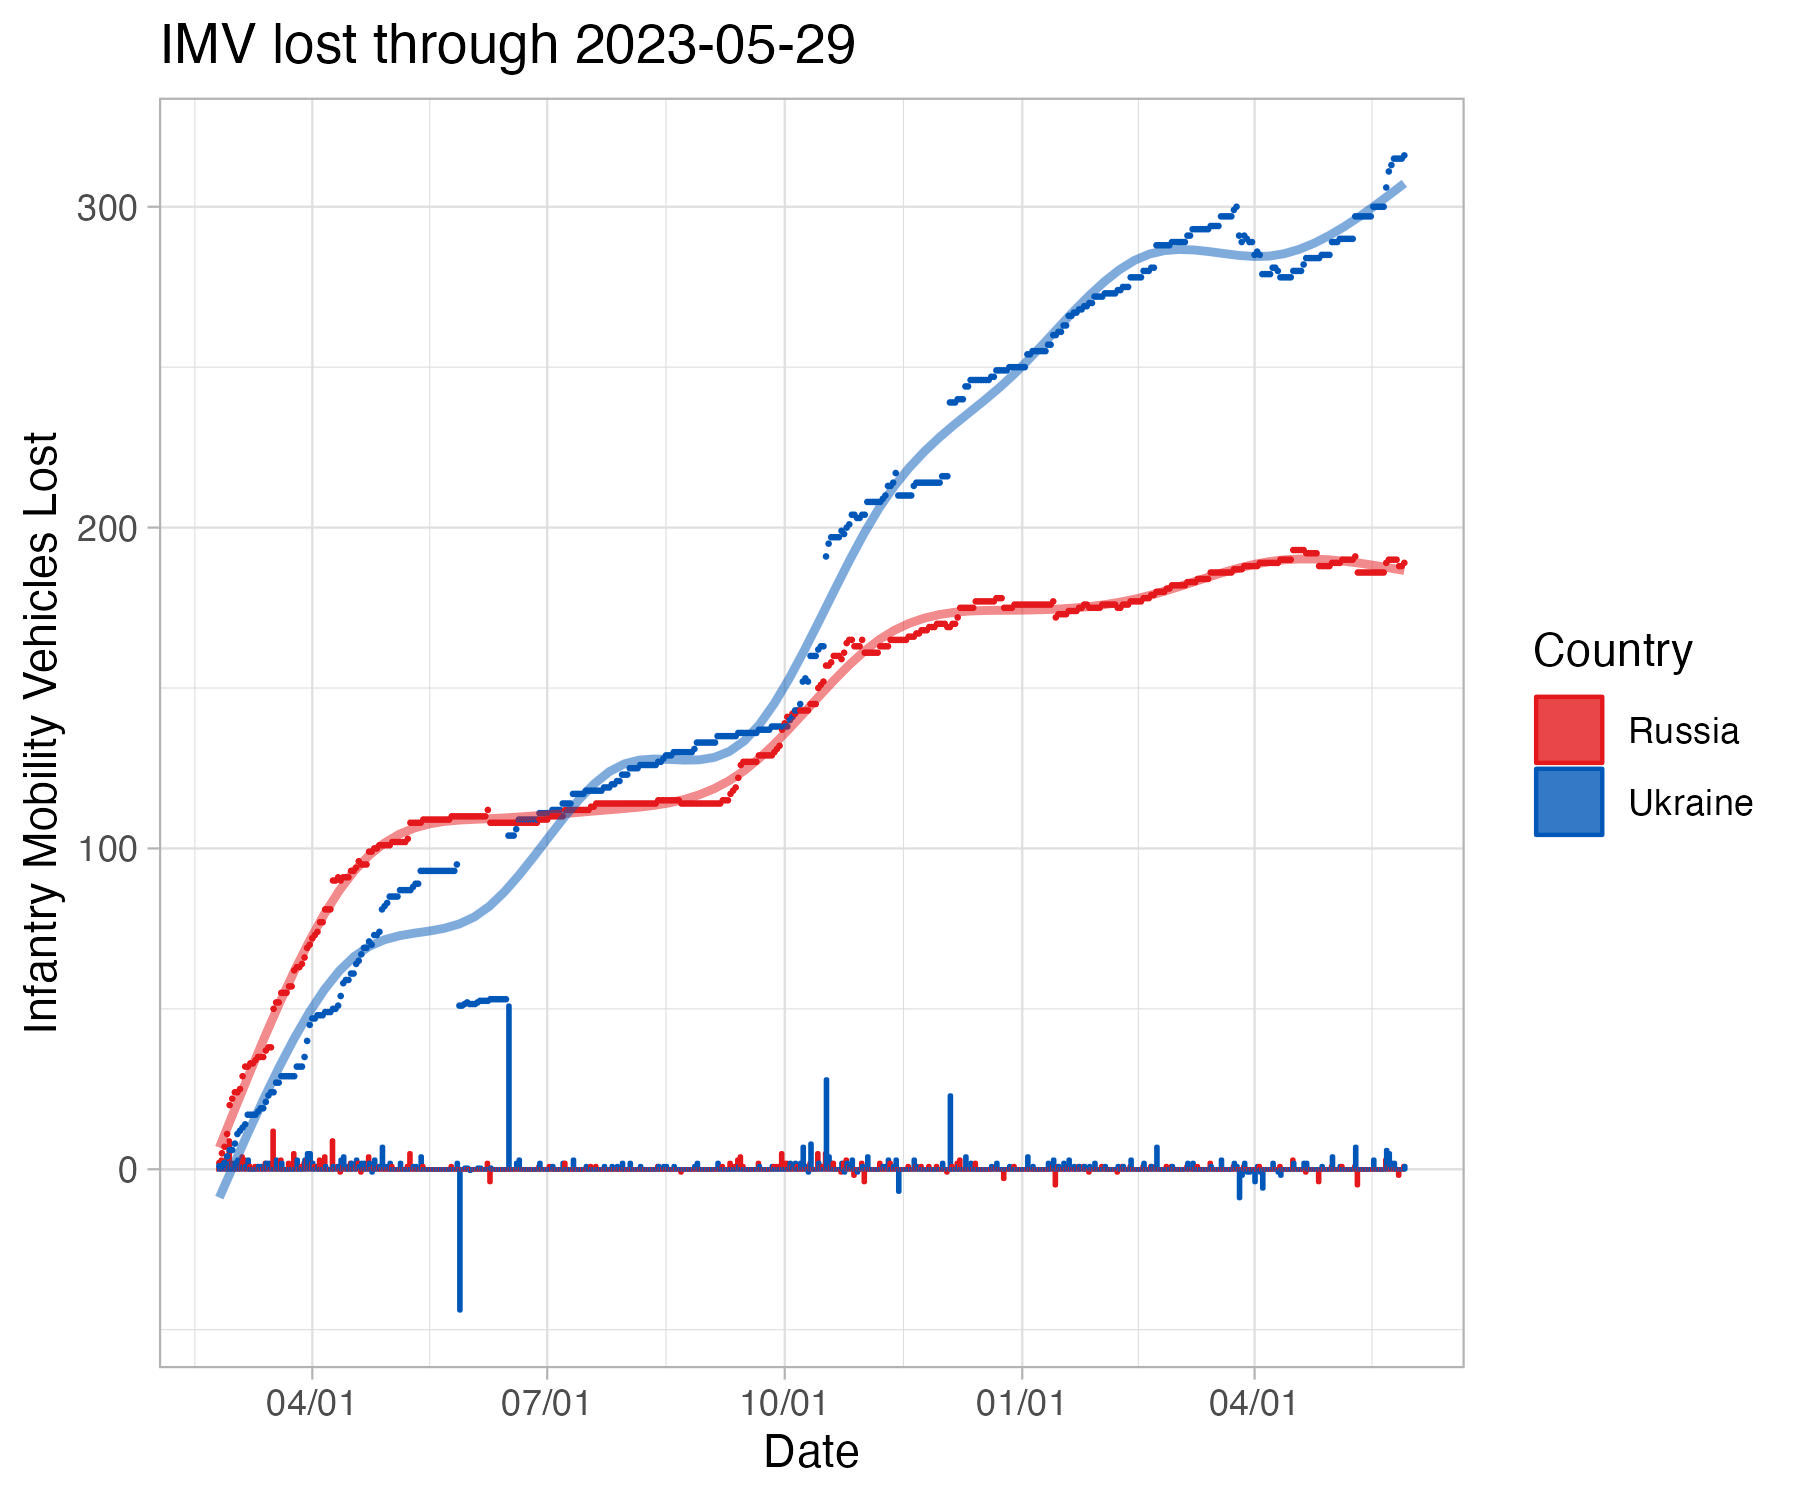 IMV lost through 2023-05-29
Infantry Mobility Vehicles Lost
300
200
100
0
04/01
07/01
10/01
01/01
04/01
Date
Country
Russia
Ukraine